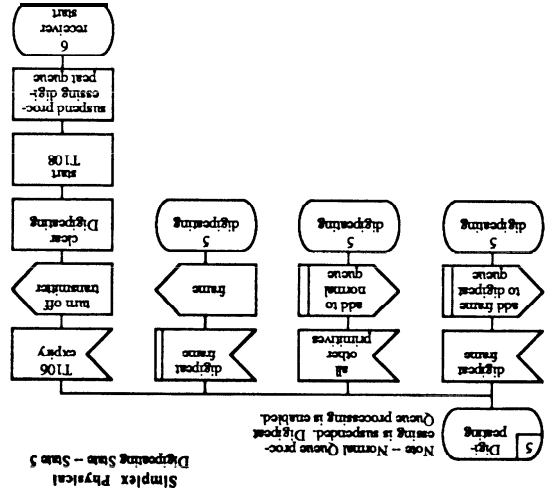 Simplex Physical
Digipeating State – State 5
5
Digi-
peating
Note – Normal Queue proc-
essing is suspended. Digipeat
Queue processing is enabled.
digipeat
frame
add frame
to digipeat
queue
5
digipeating
all
other
primitives
add to
normal
queue
5
digipeating
digipeat
frame
frame
5
digipeating
T106
expiry
turn off
transmitter
clear
Digipeating
start
T108
suspend proc-
essing digi-
peat queue
6
receiver
start